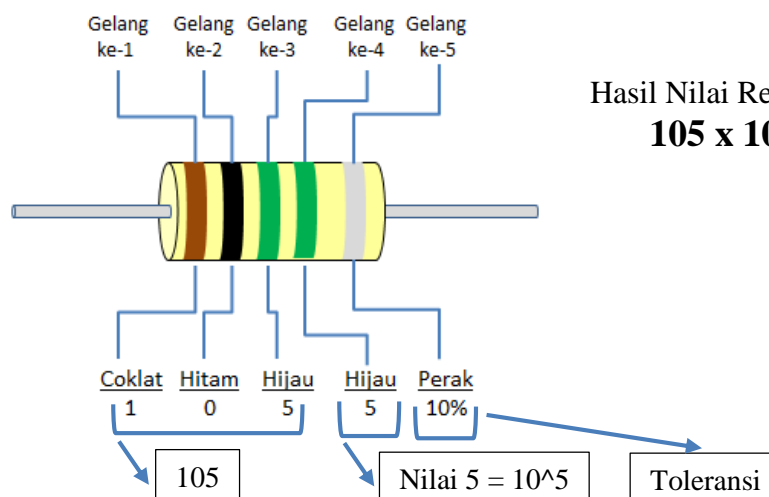 Gelang ke-1 Gelang ke-2 Gelang ke-3 Gelang ke-4 Gelang ke-5
Hasil Nilai Re
105 x 10
Coklat Hitam Hijau Hijau Perak
1 0 5 5 10%
105 Nilai 5 = 10^5 Toleransi